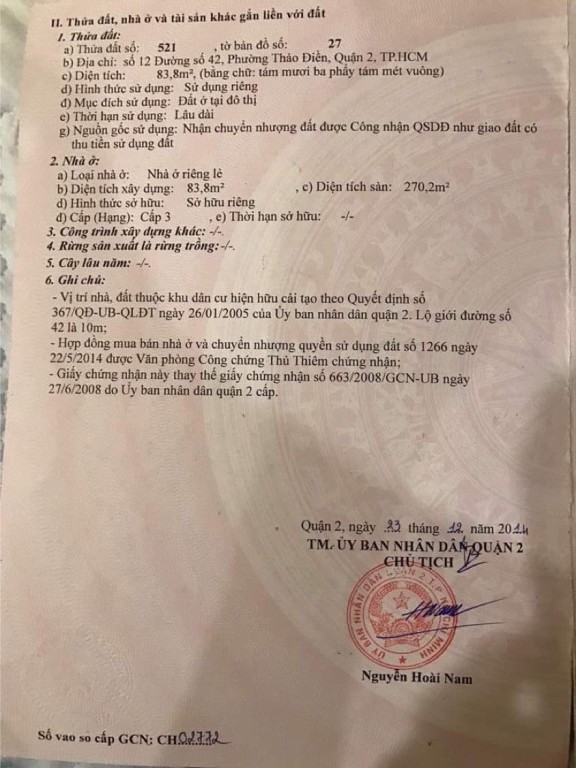 II. Thửa đất, nhà ở và tài sản khác gắn liền với đất
1. Thửa đất:
a) Thửa đất số: 521 , tờ bản đồ số: 27
b) Địa chỉ: số 12 Đường số 42, Phường Thảo Điền, Quận 2, TP.HCM
c) Diện tích: 83,8m², (bằng chữ: tám mươi ba phẩy tám mét vuông)
d) Hình thức sử dụng: Sử dụng riêng
đ) Mục đích sử dụng: Đất ở tại đô thị
e) Thời hạn sử dụng: Lâu dài
g) Nguồn gốc sử dụng: Nhận chuyển nhượng đất được Công nhận QSDĐ như giao đất có
thu tiền sử dụng đất
2. Nhà ở:
a) Loại nhà ở: Nhà ở riêng lẻ
b) Diện tích xây dựng: 83,8m² , c) Diện tích sàn: 270,2m²
d) Hình thức sở hữu: Sở hữu riêng
đ) Cấp (Hạng): Cấp 3 , e) Thời hạn sở hữu: -/-
3. Công trình xây dựng khác: -/-.
4. Rừng sản xuất là rừng trồng: -/-.
5. Cây lâu năm: -/-.
6. Ghi chú:
- Vị trí nhà, đất thuộc khu dân cư hiện hữu cải tạo theo Quyết định số
367/QĐ-UB-QLĐT ngày 26/01/2005 của Ủy ban nhân dân quận 2. Lộ giới đường số
42 là 10m;
- Hợp đồng mua bán nhà ở và chuyển nhượng quyền sử dụng đất số 1266 ngày
22/5/2014 được Văn phòng Công chứng Thủ Thiêm chứng nhận;
- Giấy chứng nhận này thay thế giấy chứng nhận số 663/2008/GCN-UB ngày
27/6/2008 do Ủy ban nhân dân quận 2 cấp.
Quận 2, ngày 23 tháng 12 năm 2014
TM. ỦY BAN NHÂN DÂN QUẬN 2
CHỦ TỊCH
ỦY BAN NHÂN DÂN QUẬN 2 T.P HỒ CHÍ MINH
Nguyễn Hoài Nam
Số vào sổ cấp GCN: CH02772